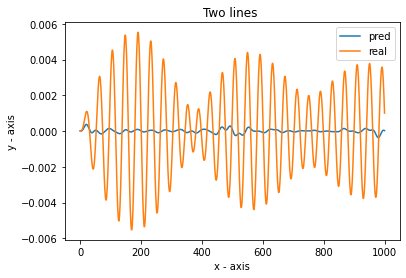 Two lines
pred
real
y - axis
0.006
0.004
0.002
0.000
−0.002
−0.004
−0.006
0
200
400
600
800
1000
x - axis